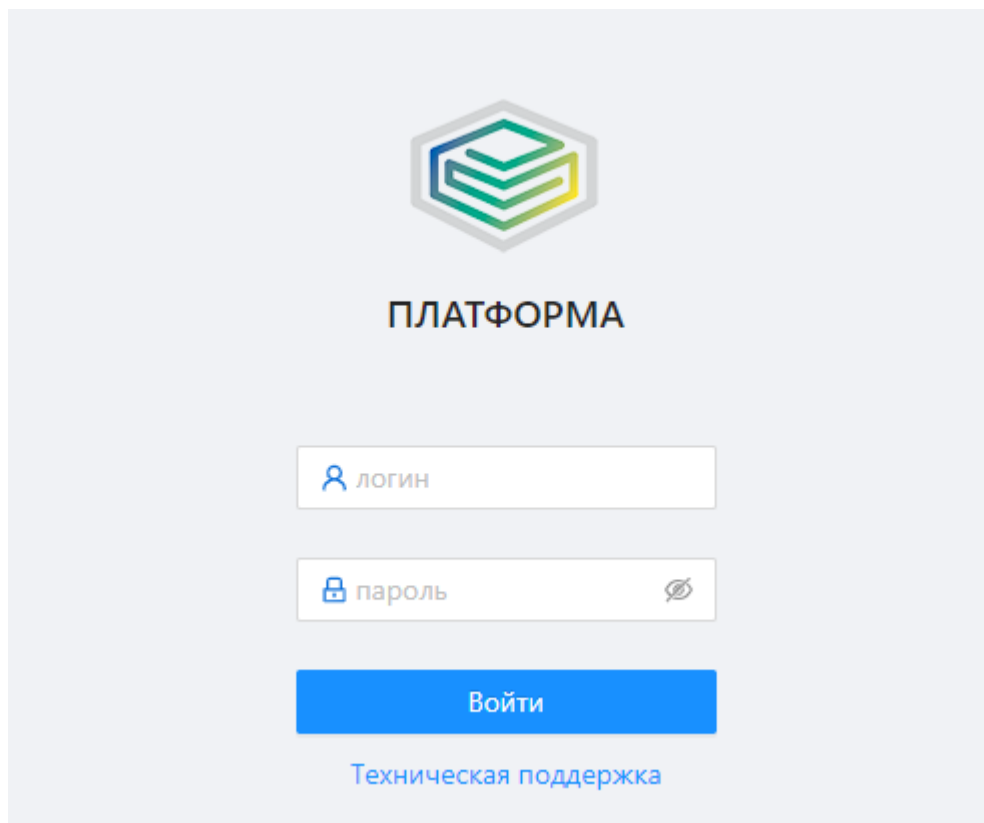 ПЛАТФОРМА
логин
пароль
Войти
Техническая поддержка